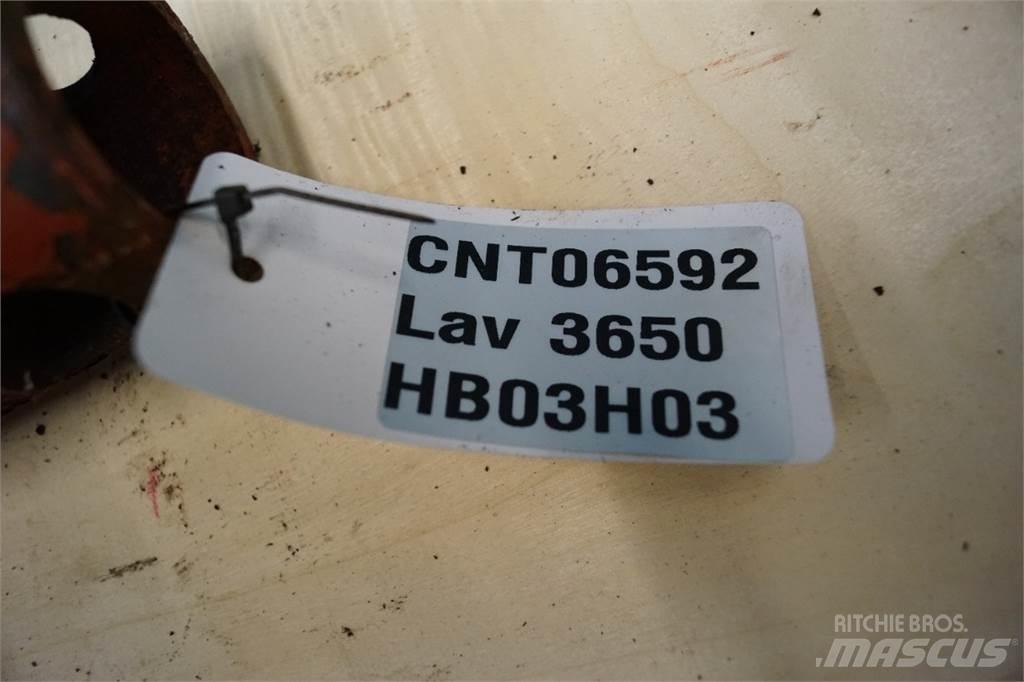 CNT06592
Lav 3650
HB03H03
RITCHIE BROS.
MASCUS